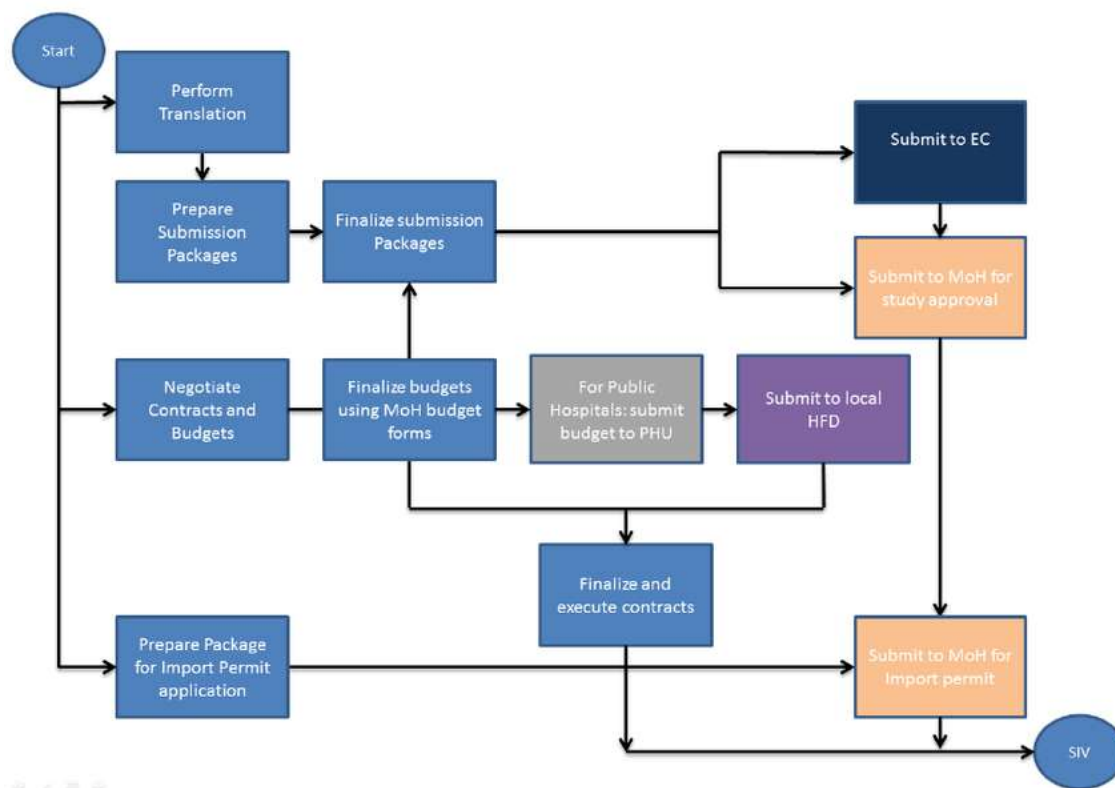 Start
Perform
Translation
Submit to EC
Prepare
Submission
Packages
Finalize submission
Packages
Submit to MoH for
study approval
Negotiate
Contracts and
Budgets
Finalize budgets
using MoH budget
forms
For Public
Hospitals: submit
budget to PHU
Submit to local
HFD
Finalize and
execute contracts
Prepare Package
for Import Permit
application
Submit to MoH for
Import permit
SIV